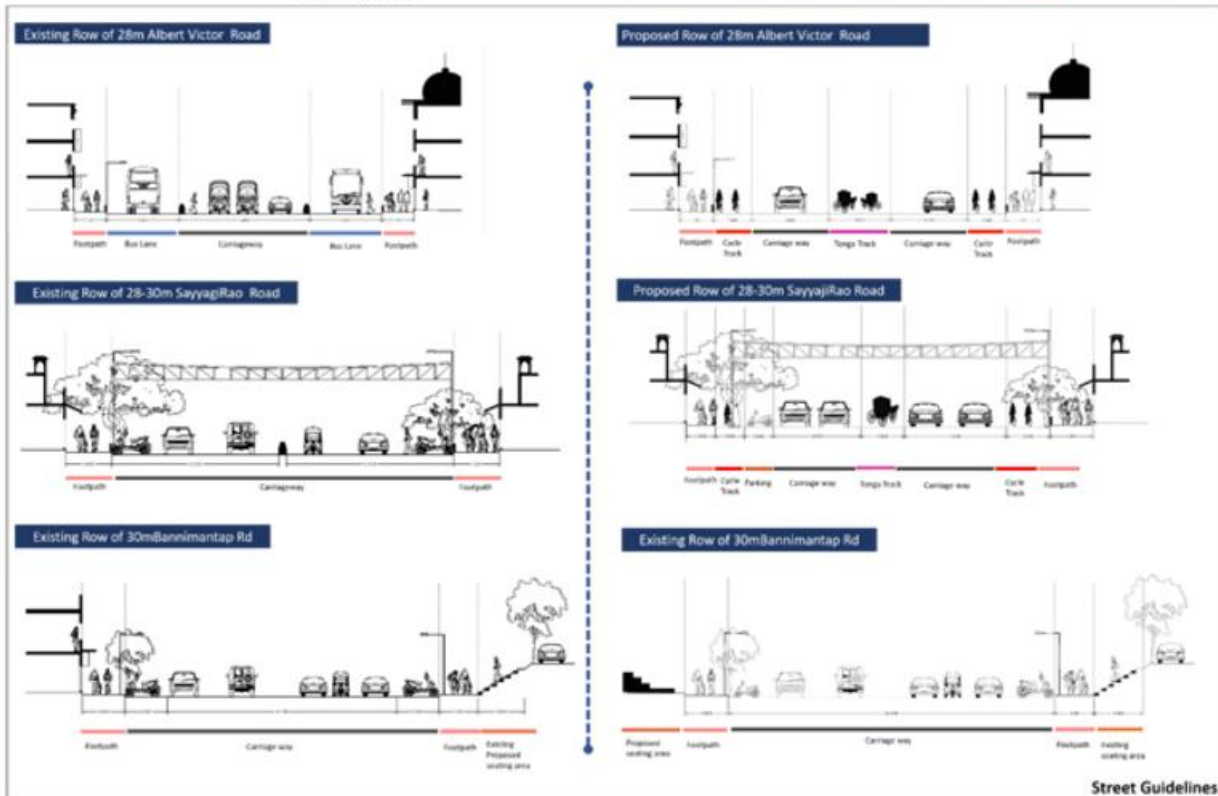 Existing Row of 28m Albert Victor Road
Footpath
Bus Lane
Carriageway
Bus Lane
Footpath
Proposed Row of 28m Albert Victor Road
Footpath
Cycle
Track
Carriage way
Tonga Track
Carriage way
Cycle
Track
Footpath
Existing Row of 28-30m SayyagiRao Road
Footpath
Carriageway
Footpath
Proposed Row of 28-30m SayyajiRao Road
Footpath
Cycle
Track
Parking
Carriage way
Tonga Track
Carriage way
Cycle
Track
Footpath
Existing Row of 30mBannimantap Rd
Footpath
Carriage way
Footpath
Existing
Proposed
seating area
Existing Row of 30mBannimantap Rd
Proposed
seating area
Footpath
Carriage way
Footpath
Existing
seating area
Street Guidelines